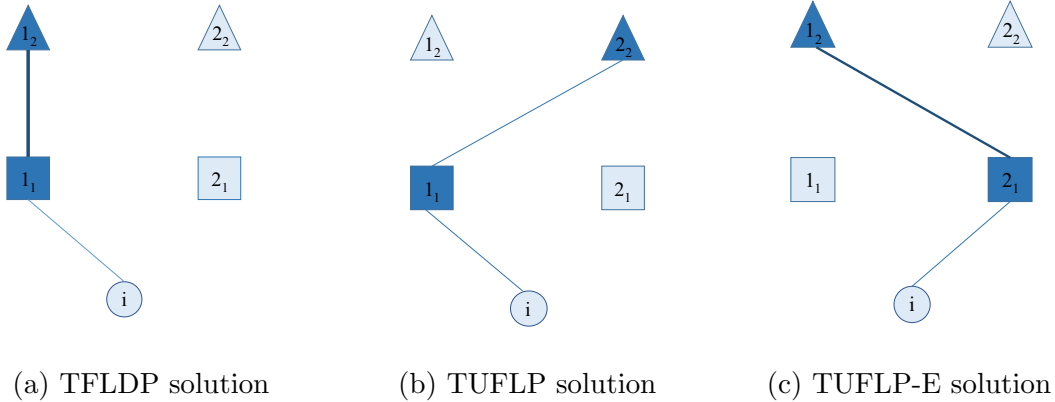 1₂ 2₂ 1₂ 2₂ 1₂ 2₂
1₁ 2₁ 1₁ 2₁ 1₁ 2₁
i i i
(a) TFLDP solution (b) TUFLP solution (c) TUFLP-E solution